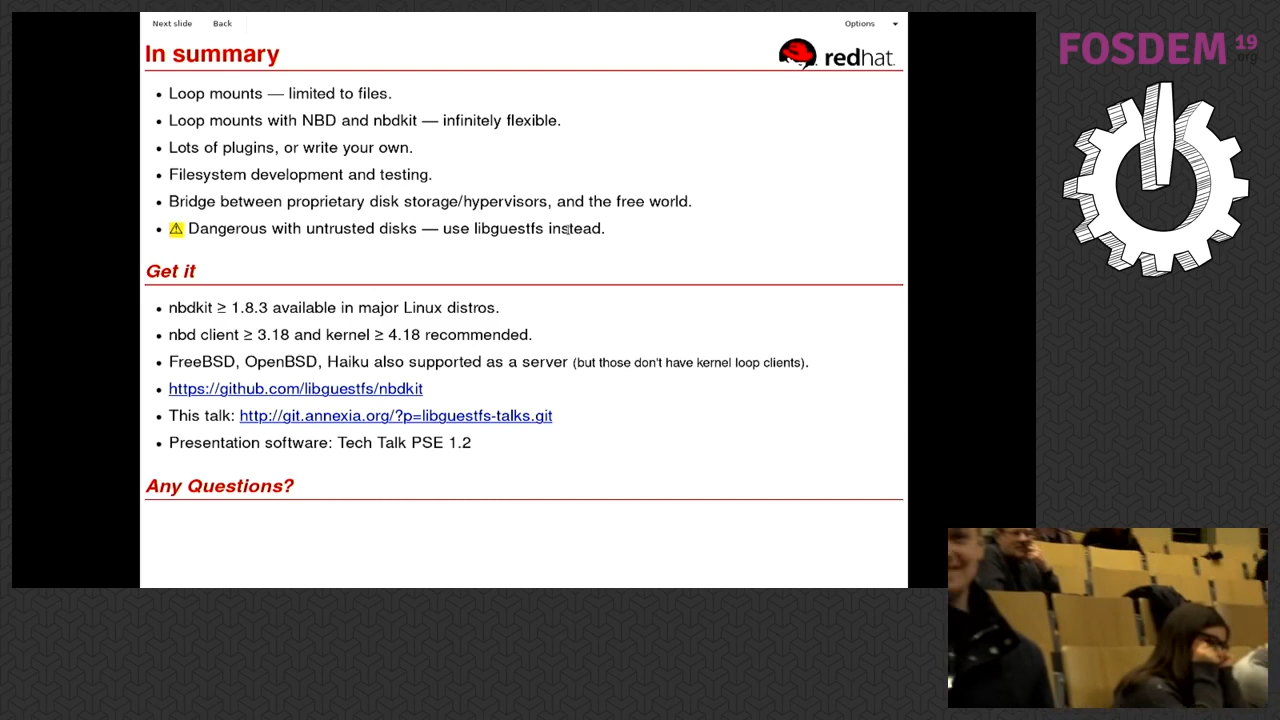 Next slide Back Options
In summary
redhat.
Loop mounts — limited to files.
Loop mounts with NBD and nbdkit — infinitely flexible.
Lots of plugins, or write your own.
Filesystem development and testing.
Bridge between proprietary disk storage/hypervisors, and the free world.
⚠ Dangerous with untrusted disks — use libguestfs instead.
Get it
nbdkit ≥ 1.8.3 available in major Linux distros.
nbd client ≥ 3.18 and kernel ≥ 4.18 recommended.
FreeBSD, OpenBSD, Haiku also supported as a server (but those don't have kernel loop clients).
https://github.com/libguestfs/nbdkit
This talk: http://git.annexia.org/?p=libguestfs-talks.git
Presentation software: Tech Talk PSE 1.2
Any Questions?
FOSDEM 19
.org